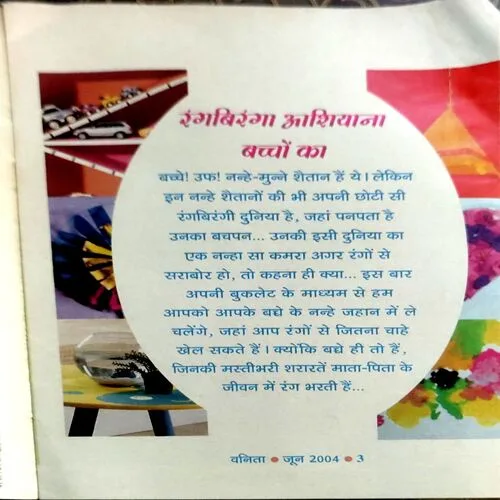 रंगबिरंगा आशियाना
बच्चों का
बच्चे! उफ! नन्हे-मुन्ने शैतान हैं ये। लेकिन
इन नन्हे शैतानों की भी अपनी छोटी सी
रंगबिरंगी दुनिया है, जहां पनपता है
उनका बचपन... उनकी इसी दुनिया का
एक नन्हा सा कमरा अगर रंगों से
सराबोर हो, तो कहना ही क्या... इस बार
अपनी बुकलेट के माध्यम से हम
आपको आपके बच्चे के नन्हे जहान में ले
चलेंगे, जहां आप रंगों से जितना चाहे
खेल सकते हैं। क्योंकि बच्चे ही तो हैं,
जिनकी मस्तीभरी शरारतें माता-पिता के
जीवन में रंग भरती हैं...
वनिता • जून 2004 • 3